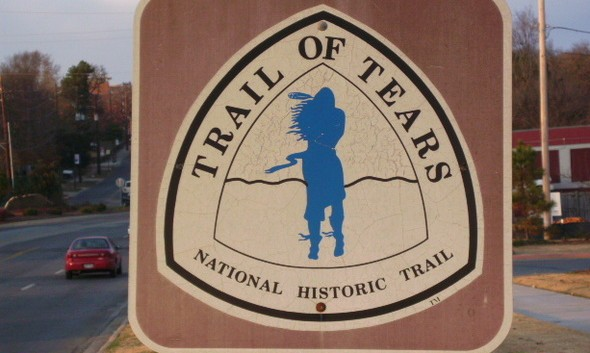 TRAIL OF TEARS
NATIONAL HISTORIC TRAIL
TM